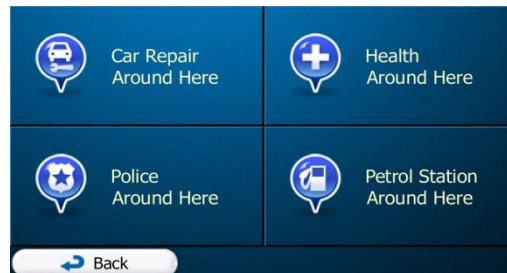 Car Repair
Around Here
Health
Around Here
Police
Around Here
Petrol Station
Around Here
Back